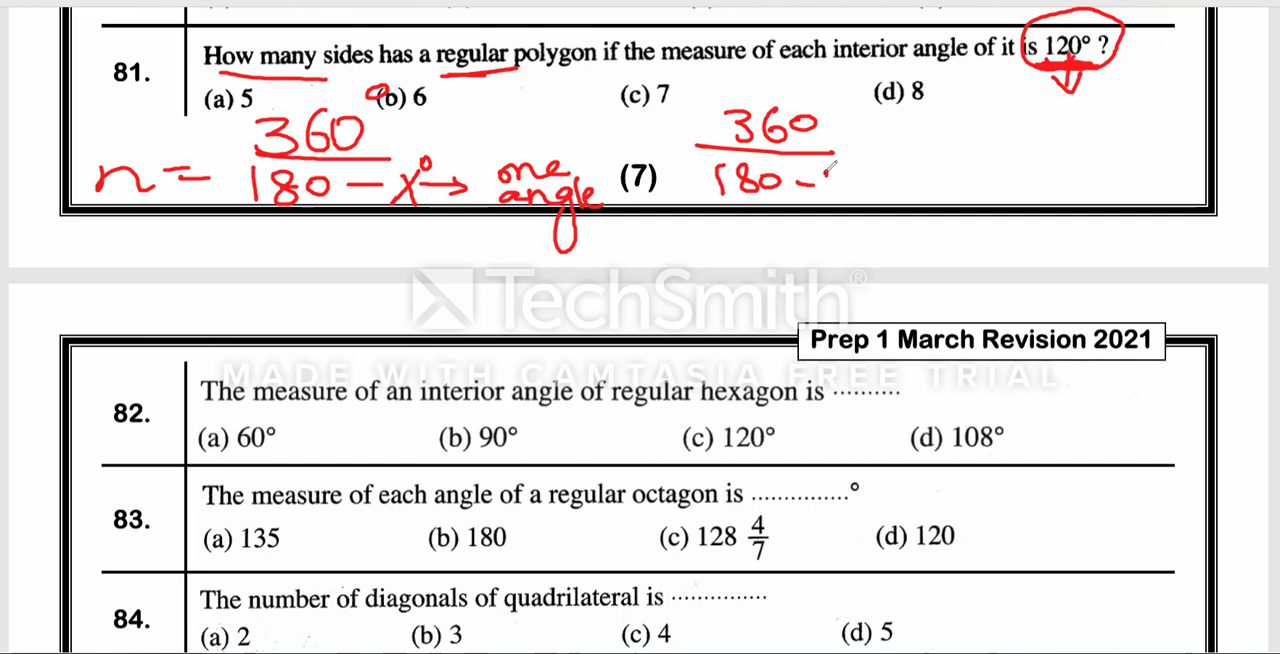 81. How many sides has a regular polygon if the measure of each interior angle of it is 120° ?
(a) 5 (b) 6 (c) 7 (d) 8
n = 360 / 180 - x° → one angle
(7)
360 / 180 -
TechSmith®
MADE WITH CAMTASIA FREE TRIAL
Prep 1 March Revision 2021
82. The measure of an interior angle of regular hexagon is ··········
(a) 60° (b) 90° (c) 120° (d) 108°
83. The measure of each angle of a regular octagon is ···············°
(a) 135 (b) 180 (c) 128 4/7 (d) 120
84. The number of diagonals of quadrilateral is ···············
(a) 2 (b) 3 (c) 4 (d) 5